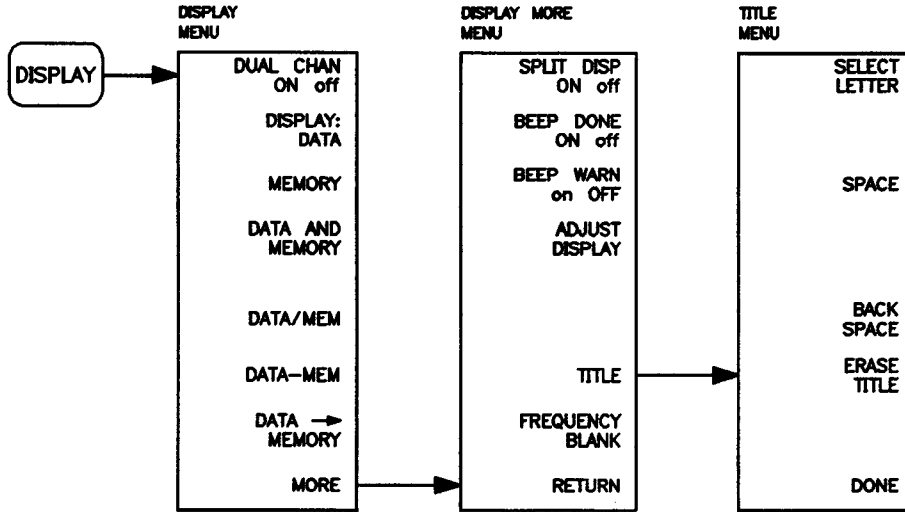 DISPLAY
MENU
DISPLAY MORE
MENU
TITLE
MENU
DISPLAY
DUAL CHAN
ON off
DISPLAY:
DATA
MEMORY
DATA AND
MEMORY
DATA/MEM
DATA-MEM
DATA →
MEMORY
MORE
SPLIT DISP
ON off
BEEP DONE
ON off
BEEP WARN
on OFF
ADJUST
DISPLAY
TITLE
FREQUENCY
BLANK
RETURN
SELECT
LETTER
SPACE
BACK
SPACE
ERASE
TITLE
DONE